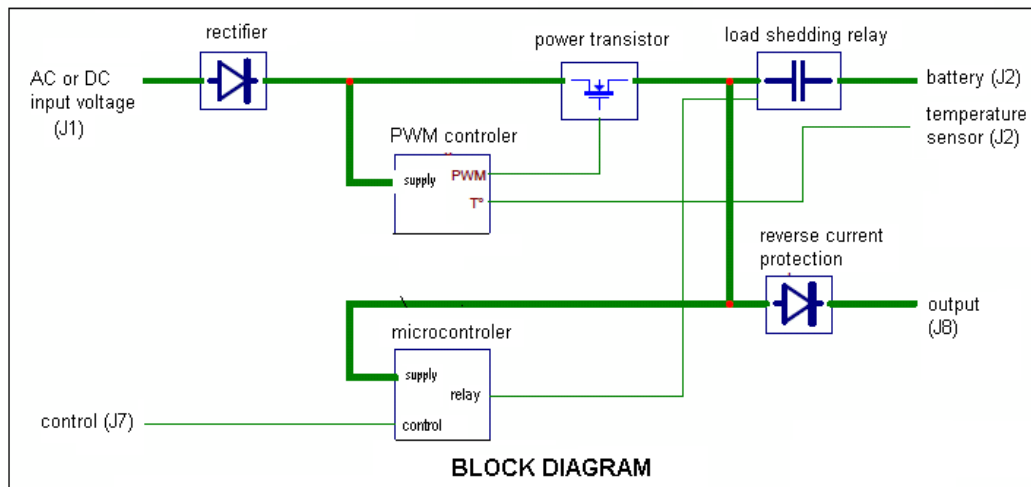 rectifier
power transistor
load shedding relay
AC or DC
input voltage
(J1)
battery (J2)
temperature
sensor (J2)
PWM controler
supply
PWM
T°
reverse current
protection
output
(J8)
microcontroler
supply
relay
control
control (J7)
BLOCK DIAGRAM